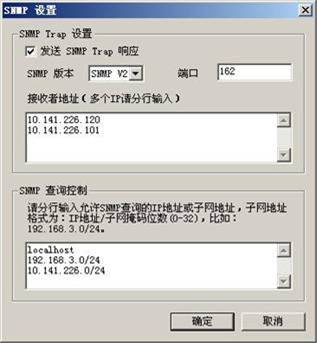 SNMP 设置
SNMP Trap 设置
发送 SNMP Trap 响应
SNMP 版本 SNMP V2 端口 162
接收者地址(多个IP请分行输入)
10.141.226.120
10.141.226.101
SNMP 查询控制
请分行输入允许SNMP查询的IP地址或子网地址,子网地址
格式为:IP地址/子网掩码位数(0-32),比如:
192.168.3.0/24。
localhost
192.168.3.0/24
10.141.226.0/24
确定 取消